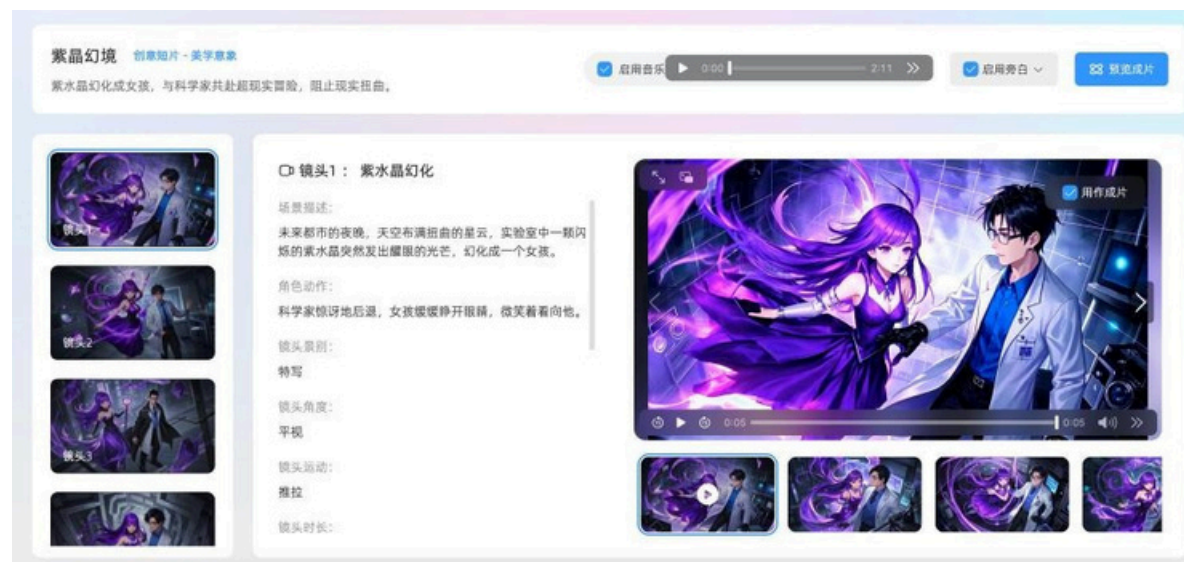 紫晶幻境 创意短片 - 美学意象
紫水晶幻化成女孩，与科学家共赴超现实冒险，阻止现实扭曲。
启用音乐 0:00 2:11 启用旁白 预览成片
镜头1
镜头2
镜头3
镜头1： 紫水晶幻化
场景描述：
未来都市的夜晚，天空布满扭曲的星云，实验室中一颗闪
烁的紫水晶突然发出耀眼的光芒，幻化成一个女孩。
角色动作：
科学家惊讶地后退，女孩缓缓睁开眼睛，微笑着看向他。
镜头景别：
特写
镜头角度：
平视
镜头运动：
推拉
镜头时长：
用作成片
0:05 0:05